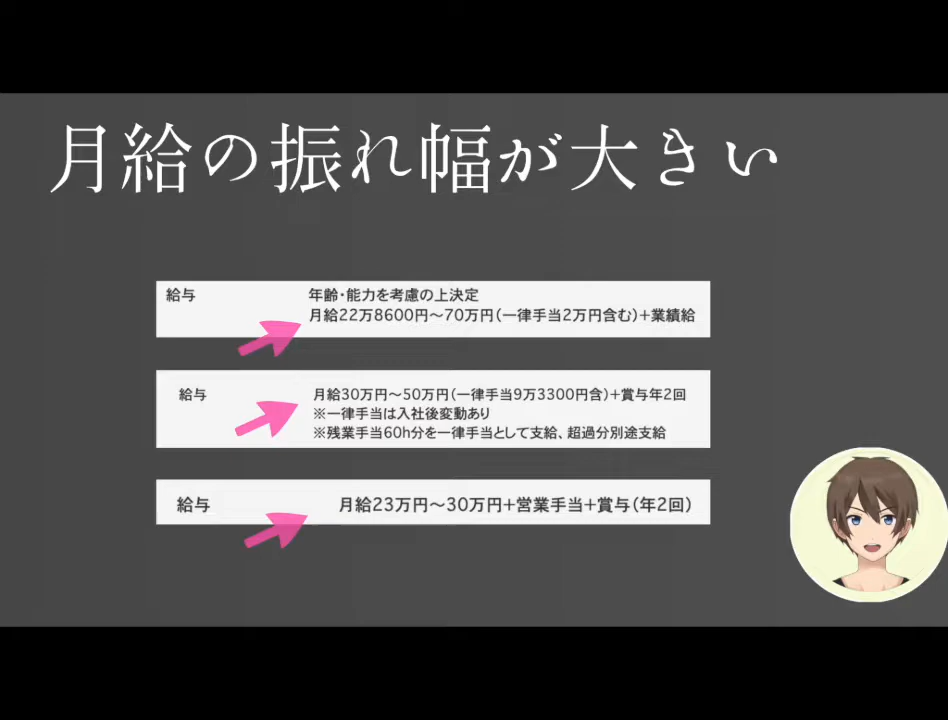 月給の振れ幅が大きい
給与 年齢・能力を考慮の上決定
月給22万8600円～70万円(一律手当2万円含む)+業績給
給与 月給30万円～50万円(一律手当9万3300円含)+賞与年2回
※一律手当は入社後変動あり
※残業手当60h分を一律手当として支給、超過分別途支給
給与 月給23万円～30万円+営業手当+賞与(年2回)